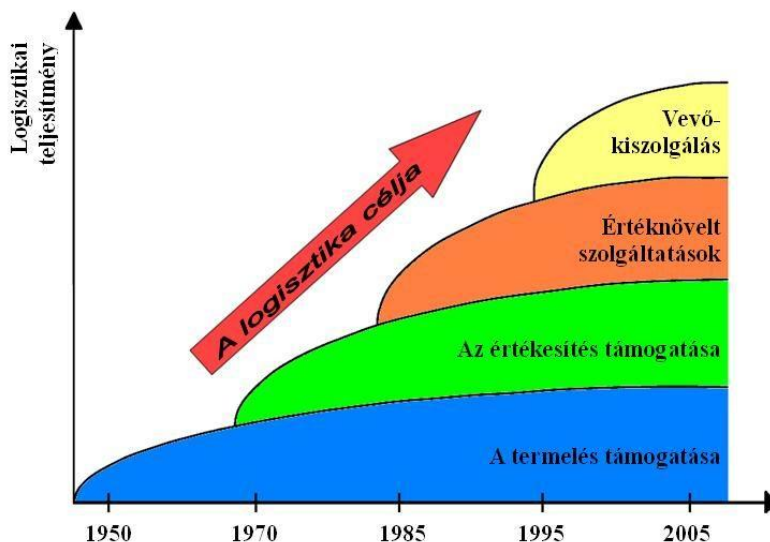 Logisztikai
teljesítmény
A logisztika célja
Vevő-
kiszolgálás
Értéknövelt
szolgáltatások
Az értékesítés támogatása
A termelés támogatása
1950 1970 1985 1995 2005